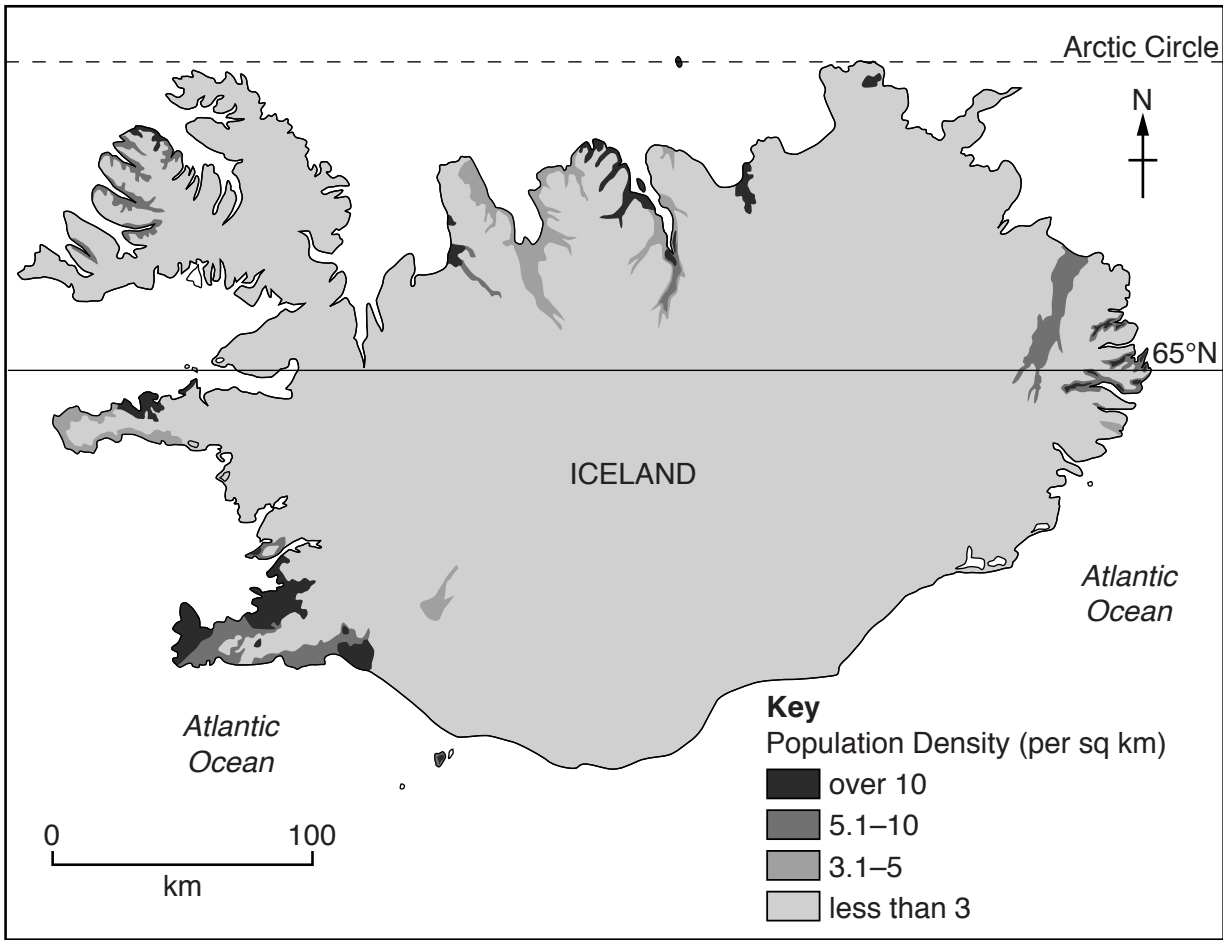 Arctic Circle
N
65°N
ICELAND
Atlantic
Ocean
Atlantic
Ocean
Key
Population Density (per sq km)
over 10
5.1–10
3.1–5
less than 3
0 100
km